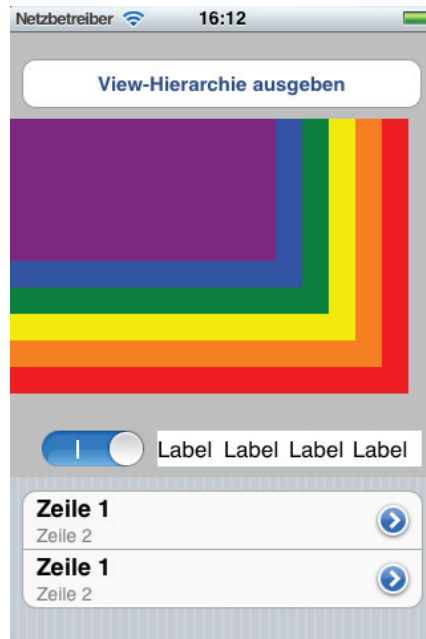 Netzbetreiber 16:12
View-Hierarchie ausgeben
Label Label Label Label
Zeile 1
Zeile 2
Zeile 1
Zeile 2